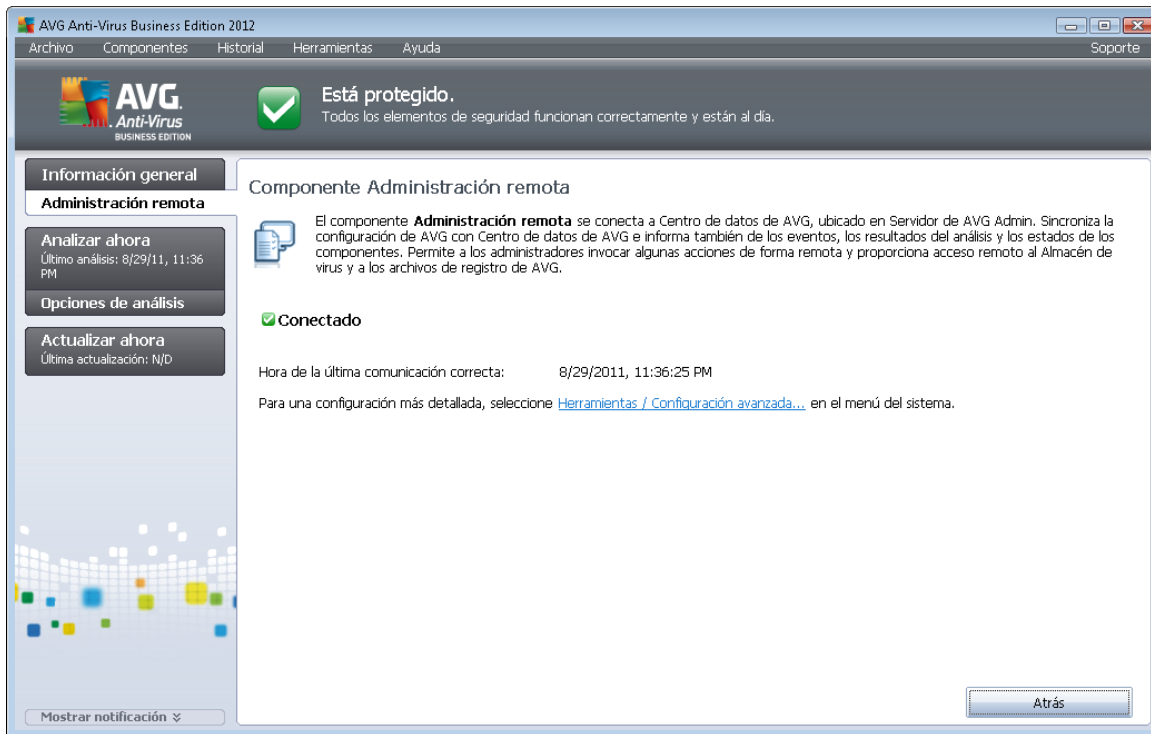 AVG Anti-Virus Business Edition 2012
Archivo Componentes Historial Herramientas Ayuda Soporte
AVG.
Anti-Virus
BUSINESS EDITION
Está protegido.
Todos los elementos de seguridad funcionan correctamente y están al día.
Información general
Administración remota
Analizar ahora
Último análisis: 8/29/11, 11:36
PM
Opciones de análisis
Actualizar ahora
Última actualización: N/D
Mostrar notificación
Componente Administración remota
El componente Administración remota se conecta a Centro de datos de AVG, ubicado en Servidor de AVG Admin. Sincroniza la
configuración de AVG con Centro de datos de AVG e informa también de los eventos, los resultados del análisis y los estados de los
componentes. Permite a los administradores invocar algunas acciones de forma remota y proporciona acceso remoto al Almacén de
virus y a los archivos de registro de AVG.
Conectado
Hora de la última comunicación correcta: 8/29/2011, 11:36:25 PM
Para una configuración más detallada, seleccione Herramientas / Configuración avanzada... en el menú del sistema.
Atrás